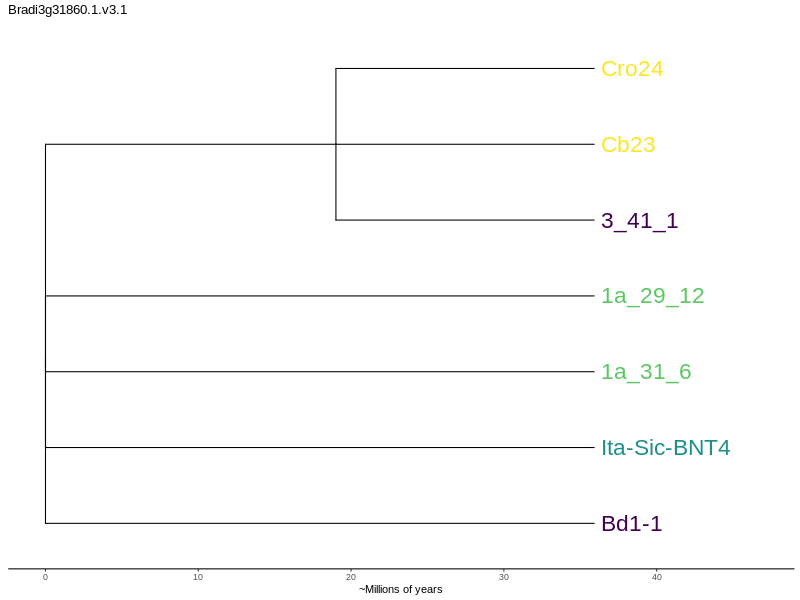 Bradi3g31860.1.v3.1
Cro24
Cb23
3_41_1
1a_29_12
1a_31_6
Ita-Sic-BNT4
Bd1-1
0 10 20 30 40
~Millions of years